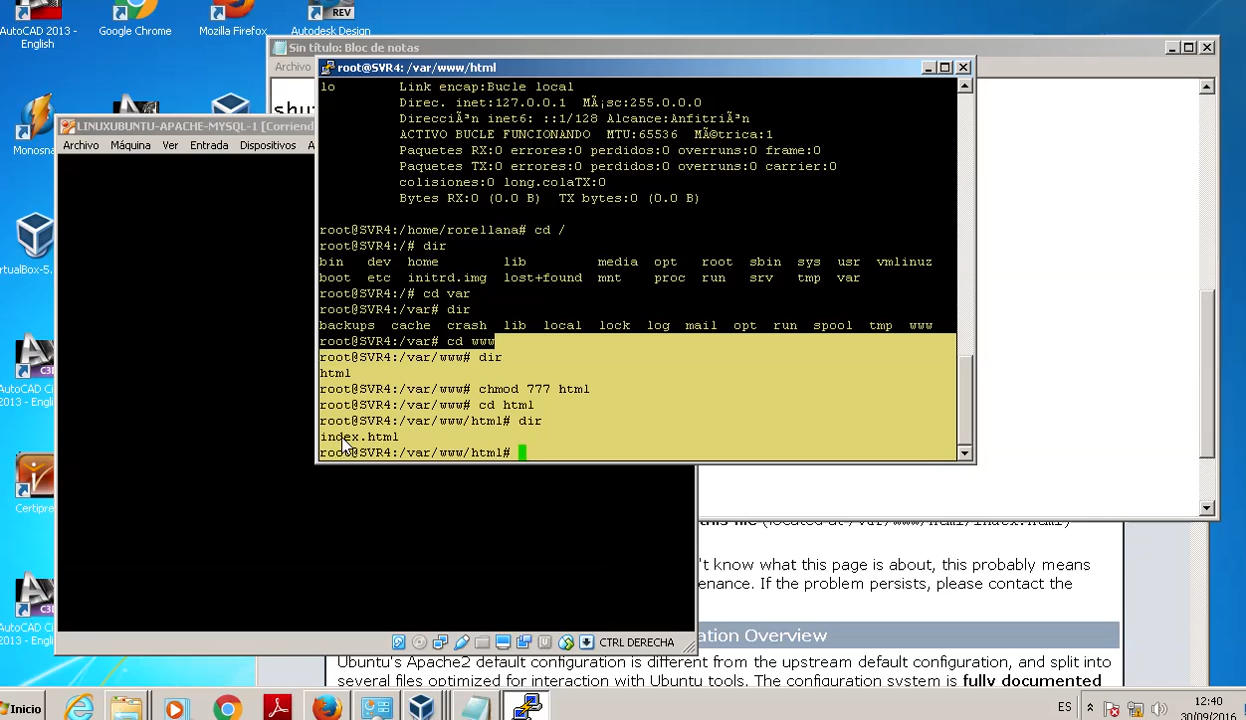 AutoCAD 2013 - English
Google Chrome
Mozilla Firefox
Autodesk Design
REV
Sin título: Bloc de notas
Archivo
root@SVR4: /var/www/html
LINUXUBUNTU-APACHE-MYSQL-1 [Corriend
Archivo Máquina Ver Entrada Dispositivos
lo Link encap:Bucle local
Direc. inet:127.0.0.1 MÃ¡sc:255.0.0.0
DirecciÃ³n inet6: ::1/128 Alcance:AnfitriÃ³n
ACTIVO BUCLE FUNCIONANDO MTU:65536 MÃ©trica:1
Paquetes RX:0 errores:0 perdidos:0 overruns:0 frame:0
Paquetes TX:0 errores:0 perdidos:0 overruns:0 carrier:0
colisiones:0 long.colaTX:0
Bytes RX:0 (0.0 B) TX bytes:0 (0.0 B)
root@SVR4:/home/rorellana# cd /
root@SVR4:/# dir
bin dev home lib media opt root sbin sys usr vmlinuz
boot etc initrd.img lost+found mnt proc run srv tmp var
root@SVR4:/# cd var
root@SVR4:/var# dir
backups cache crash lib local lock log mail opt run spool tmp www
root@SVR4:/var# cd www
root@SVR4:/var/www# dir
html
root@SVR4:/var/www# chmod 777 html
root@SVR4:/var/www# cd html
root@SVR4:/var/www/html# dir
index.html
root@SVR4:/var/www/html#
Monosna
rtualBox-5.
AutoCAD Ci
2013 - Engl
Certipre
AutoCAD Ci
2013 - Engl
't know what this page is about, this probably means
enance. If the problem persists, please contact the
CTRL DERECHA
ation Overview
Ubuntu's Apache2 default configuration is different from the upstream default configuration, and split into
several files optimized for interaction with Ubuntu tools. The configuration system is fully documented
Inicio
ES
12:40
30/09/2016